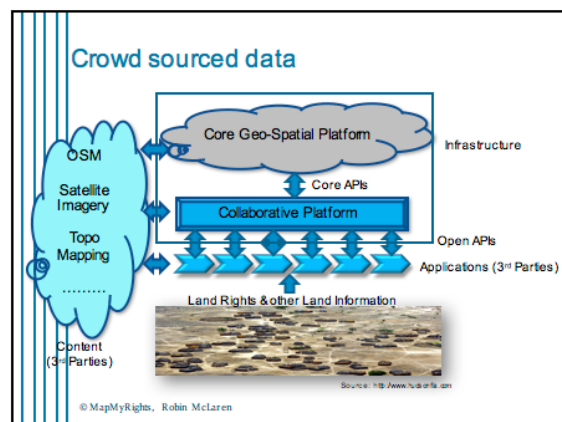 Crowd sourced data
Core Geo-Spatial Platform
Infrastructure
OSM
Satellite
Imagery
Topo
Mapping
.........
Core APIs
Collaborative Platform
Open APIs
Applications (3rd Parties)
Land Rights & other Land Information
Content
(3rd Parties)
Source: http://www.hudsonfla.com
© MapMyRights, Robin McLaren